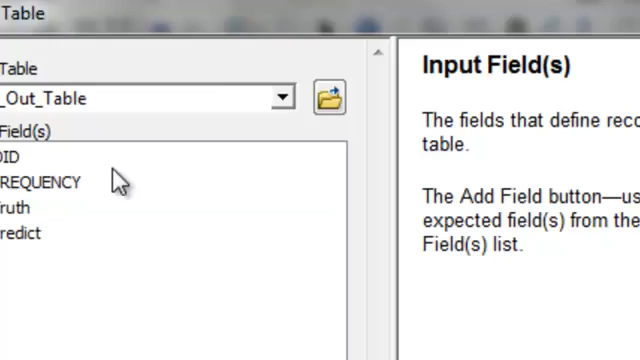 Table
Table
_Out_Table
Field(s)
OID
REQUENCY
ruth
redict
Input Field(s)
The fields that define reco
table.
The Add Field button—us
expected field(s) from the
Field(s) list.